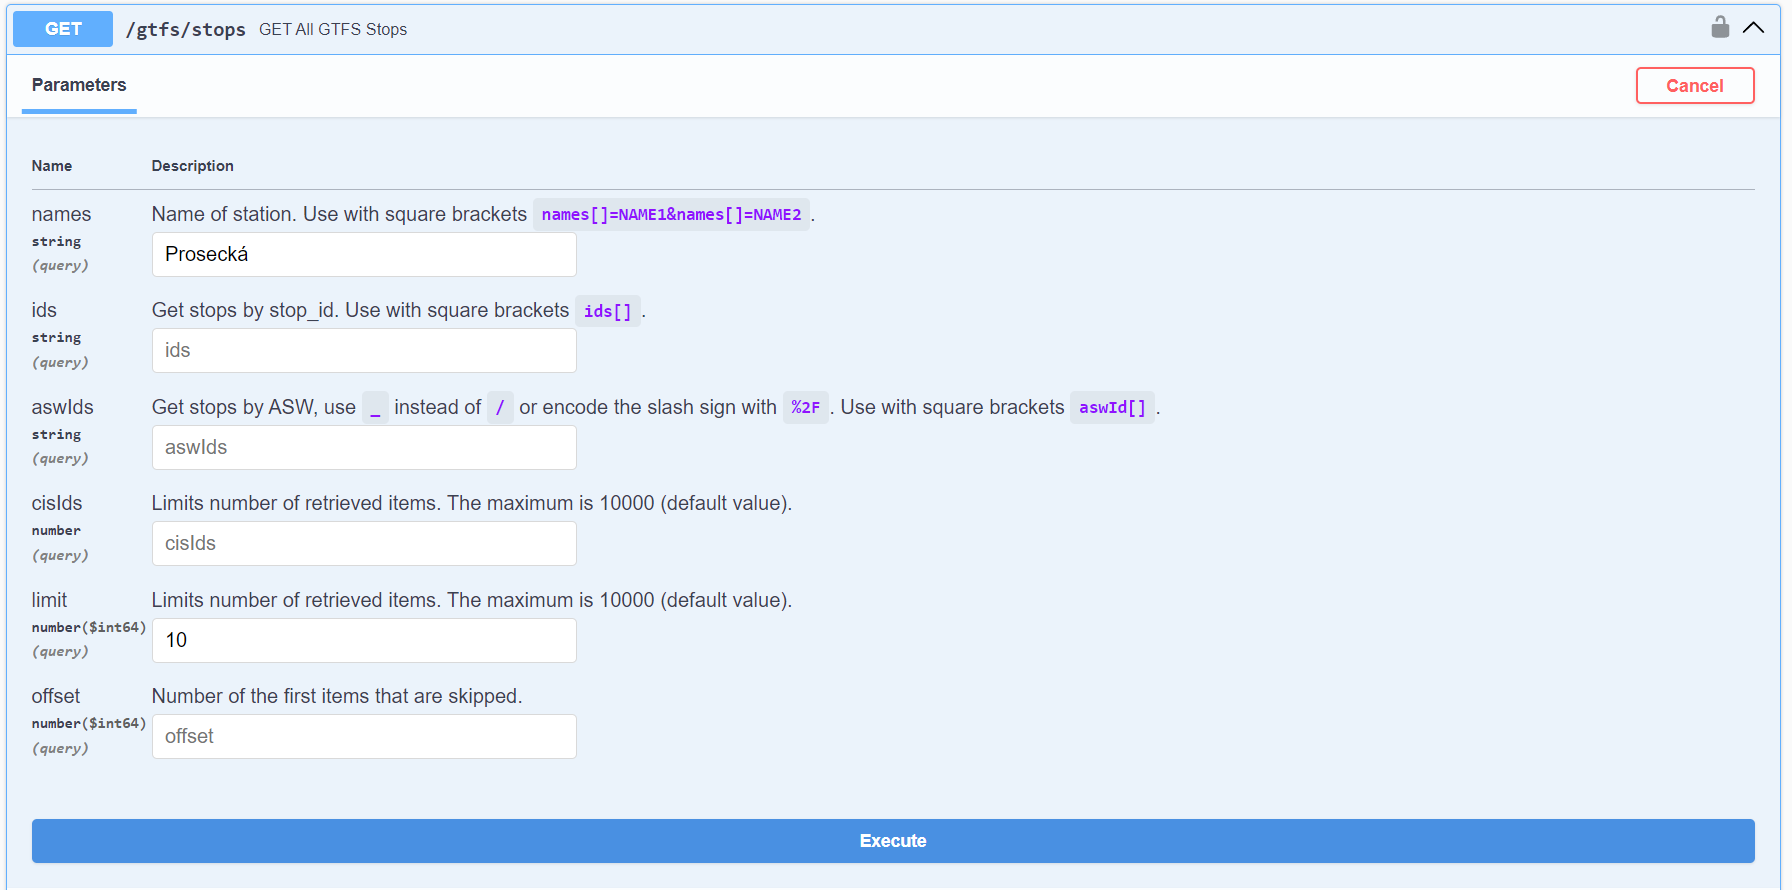 GET /gtfs/stops GET All GTFS Stops
Parameters Cancel
Name Description
names Name of station. Use with square brackets names[]=NAME1&names[]=NAME2 .
string
(query)
Prosecká
ids Get stops by stop_id. Use with square brackets ids[] .
string
(query)
ids
aswIds Get stops by ASW, use _ instead of / or encode the slash sign with %2F . Use with square brackets aswId[] .
string
(query)
aswIds
cisIds Limits number of retrieved items. The maximum is 10000 (default value).
number
(query)
cisIds
limit Limits number of retrieved items. The maximum is 10000 (default value).
number($int64)
(query)
10
offset Number of the first items that are skipped.
number($int64)
(query)
offset
Execute